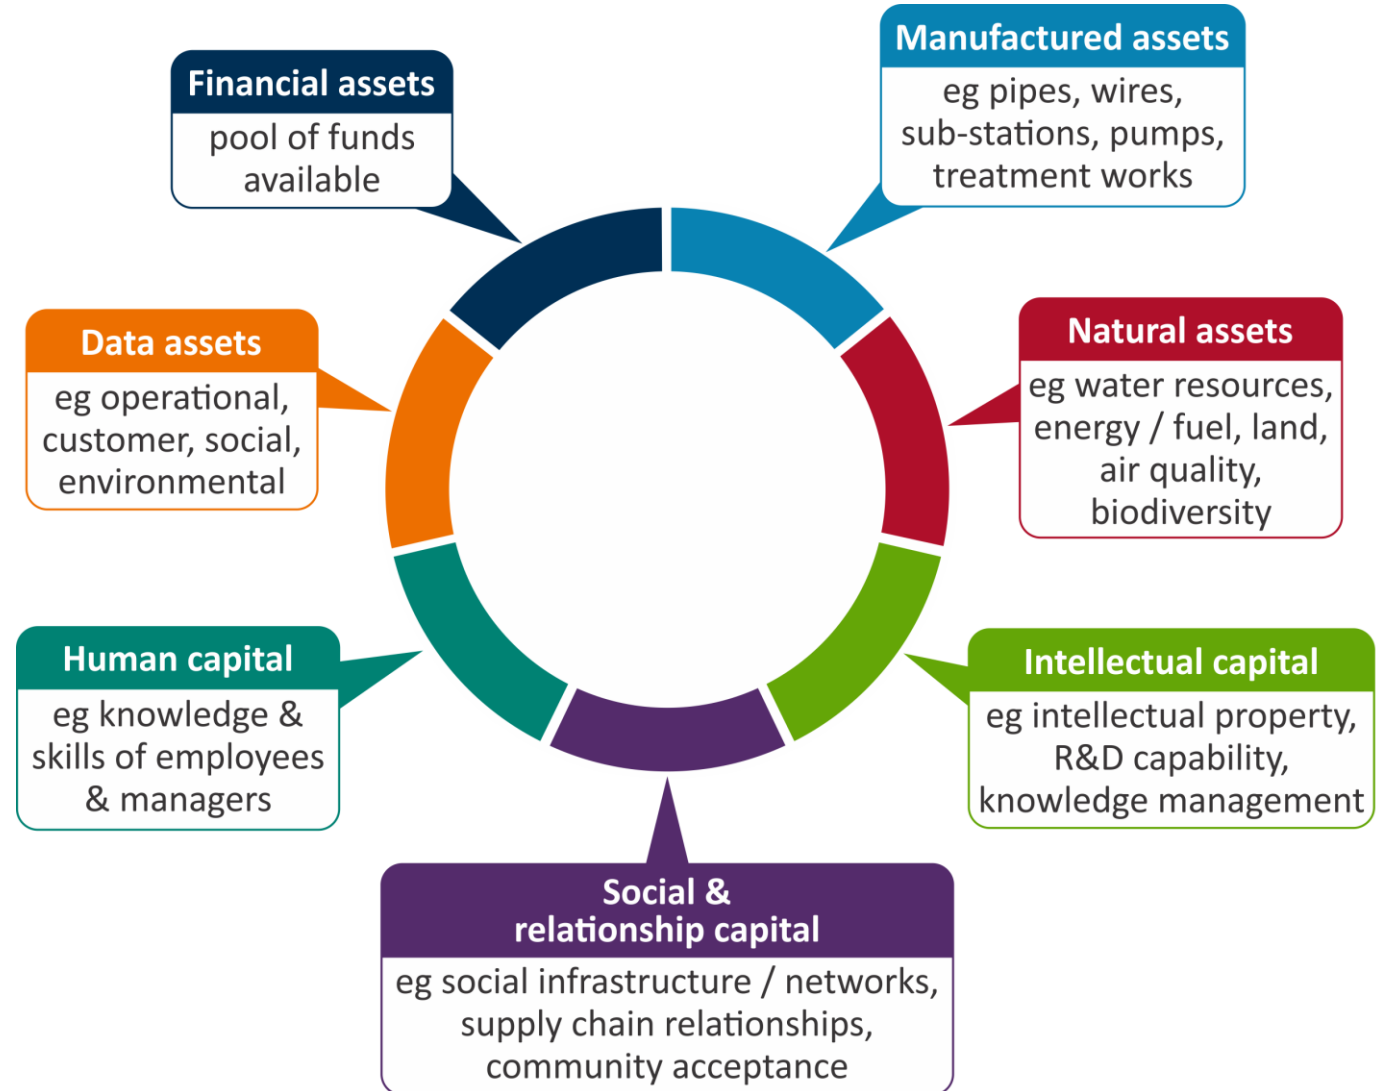 Financial assets
pool of funds
available
Manufactured assets
eg pipes, wires,
sub-stations, pumps,
treatment works
Data assets
eg operational,
customer, social,
environmental
Natural assets
eg water resources,
energy / fuel, land,
air quality,
biodiversity
Human capital
eg knowledge &
skills of employees
& managers
Intellectual capital
eg intellectual property,
R&D capability,
knowledge management
Social &
relationship capital
eg social infrastructure / networks,
supply chain relationships,
community acceptance